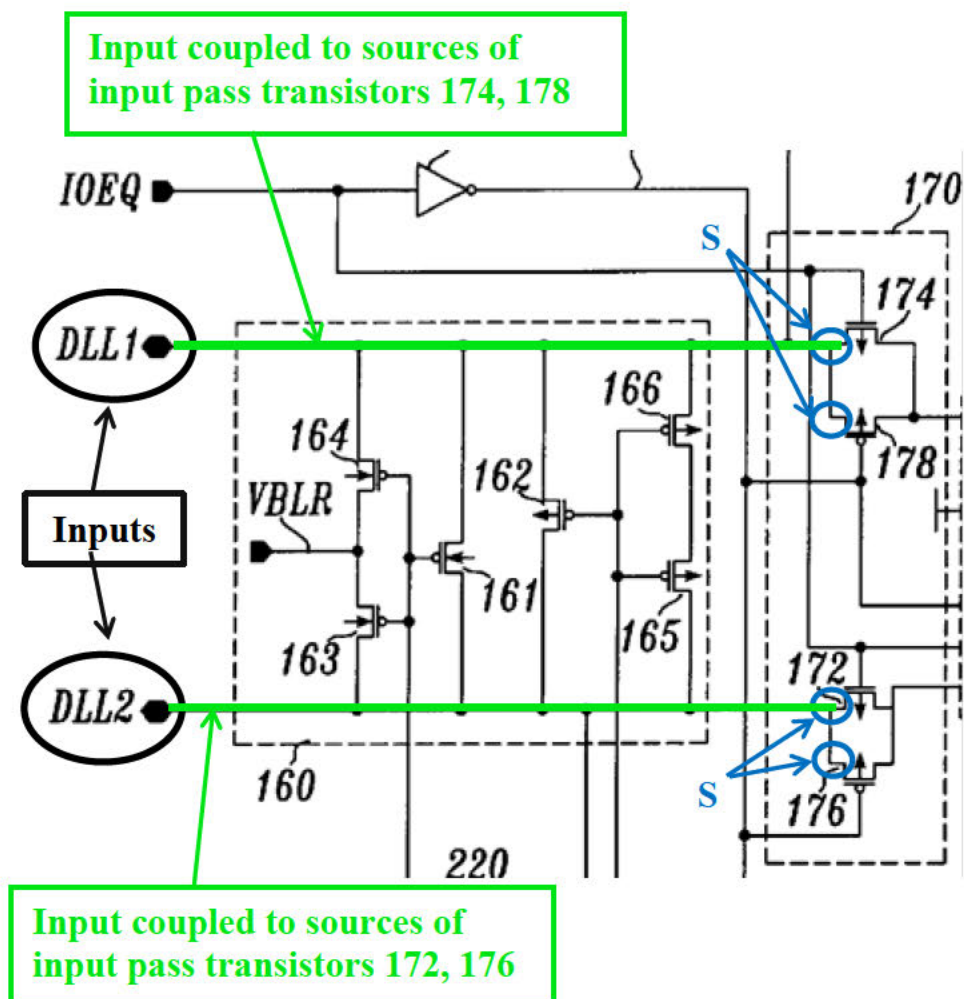 Input coupled to sources of
input pass transistors 174, 178
IOEQ
170
S
174
DLL1
166
164
178
162
VBLR
Inputs
161
165
163
172
DLL2
S
176
160
220
Input coupled to sources of
input pass transistors 172, 176